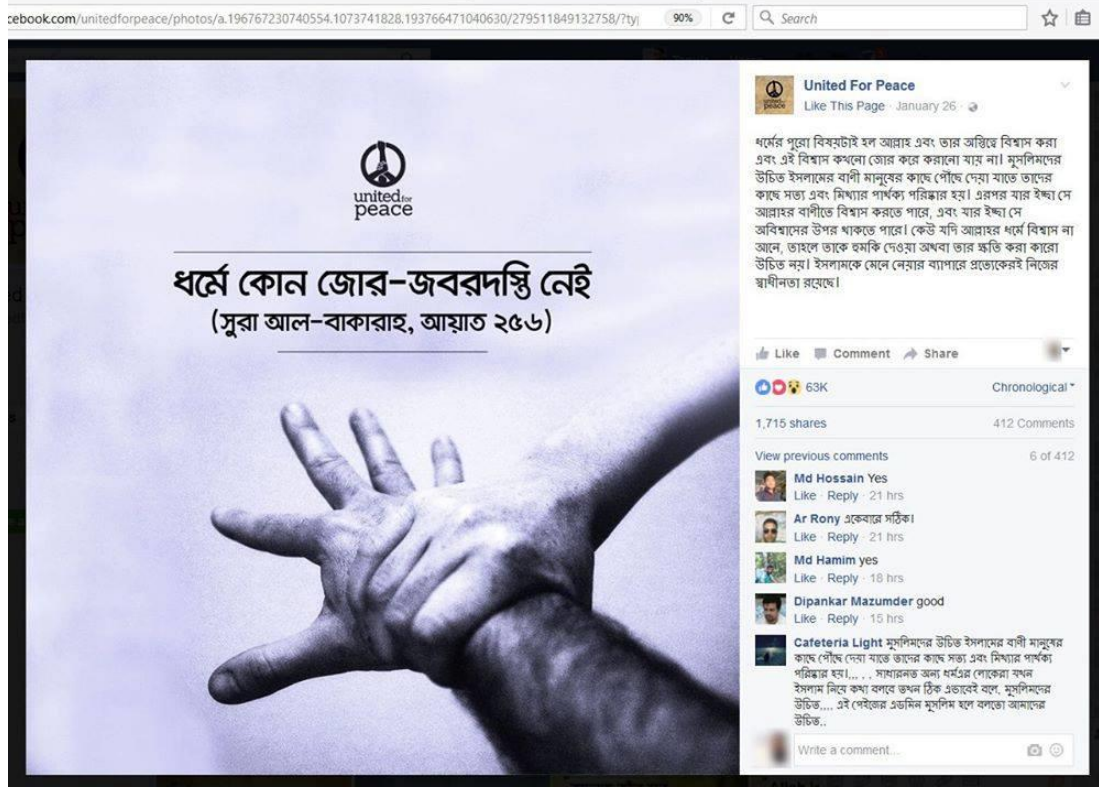 cebook.com/unitedforpeace/photos/a.196767230740554.1073741828.193766471040630/279511849132758/?ty
90%
Search
united for
peace
ধর্মে কোন জোর-জবরদস্তি নেই
(সুরা আল-বাকারাহ, আয়াত ২৫৬)
United For Peace
Like This Page · January 26 ·
ধর্মের পুরো বিষয়টাই হল আল্লাহ এবং তার অস্তিত্বে বিশ্বাস করা
এবং এই বিশ্বাস কখনো জোর করে করানো যায় না। মুসলিমদের
উচিত ইসলামের বাণী মানুষের কাছে পৌঁছে দেয়া যাতে তাদের
কাছে সত্য এবং মিথ্যার পার্থক্য পরিষ্কার হয়। এরপর যার ইচ্ছা সে
আল্লাহর বাণীতে বিশ্বাস করতে পারে, এবং যার ইচ্ছা সে
অবিশ্বাসের উপর থাকতে পারে। কেউ যদি আল্লাহর ধর্মে বিশ্বাস না
আনে, তাহলে তাকে হুমকি দেওয়া অথবা তার ক্ষতি করা কারো
উচিত নয়। ইসলামকে মেনে নেয়ার ব্যাপারে প্রত্যেকেরই নিজের
স্বাধীনতা রয়েছে।
Like Comment Share
63K Chronological
1,715 shares 412 Comments
View previous comments 6 of 412
Md Hossain Yes
Like · Reply · 21 hrs
Ar Rony একেবারে সঠিক।
Like · Reply · 21 hrs
Md Hamim yes
Like · Reply · 18 hrs
Dipankar Mazumder good
Like · Reply · 15 hrs
Cafeteria Light মুসলিমদের উচিত ইসলামের বাণী মানুষের
কাছে পৌঁছে দেয়া যাতে তাদের কাছে সত্য এবং মিথ্যার পার্থক্য
পরিষ্কার হয়।,,, . . সাধারনত অন্য ধর্মএর লোকেরা যখন
ইসলাম নিয়ে কথা বলবে তখন ঠিক এভাবেই বলে, মুসলিমদের
উচিত.... এই পেইজের এডমিন মুসলিম হলে বলতো আমাদের
উচিত..
Write a comment...